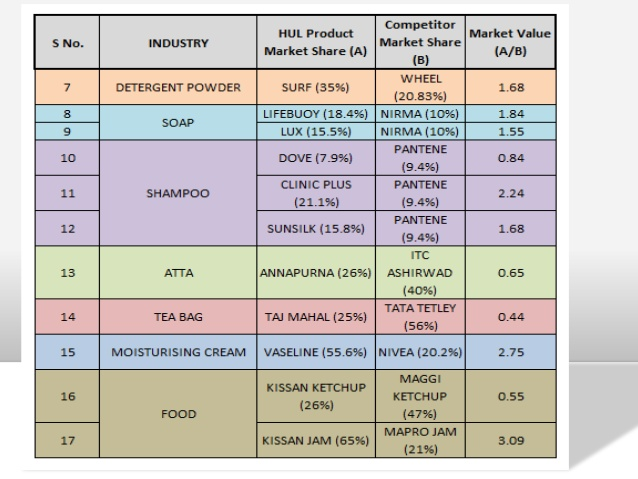 S No. INDUSTRY HUL Product Market Share (A) Competitor Market Share (B) Market Value (A/B)
7 DETERGENT POWDER SURF (35%) WHEEL (20.83%) 1.68
8 SOAP LIFEBUOY (18.4%) NIRMA (10%) 1.84
9 LUX (15.5%) NIRMA (10%) 1.55
10 SHAMPOO DOVE (7.9%) PANTENE (9.4%) 0.84
11 CLINIC PLUS (21.1%) PANTENE (9.4%) 2.24
12 SUNSILK (15.8%) PANTENE (9.4%) 1.68
13 ATTA ANNAPURNA (26%) ITC ASHIRWAD (40%) 0.65
14 TEA BAG TAJ MAHAL (25%) TATA TETLEY (56%) 0.44
15 MOISTURISING CREAM VASELINE (55.6%) NIVEA (20.2%) 2.75
16 FOOD KISSAN KETCHUP (26%) MAGGI KETCHUP (47%) 0.55
17 KISSAN JAM (65%) MAPRO JAM (21%) 3.09